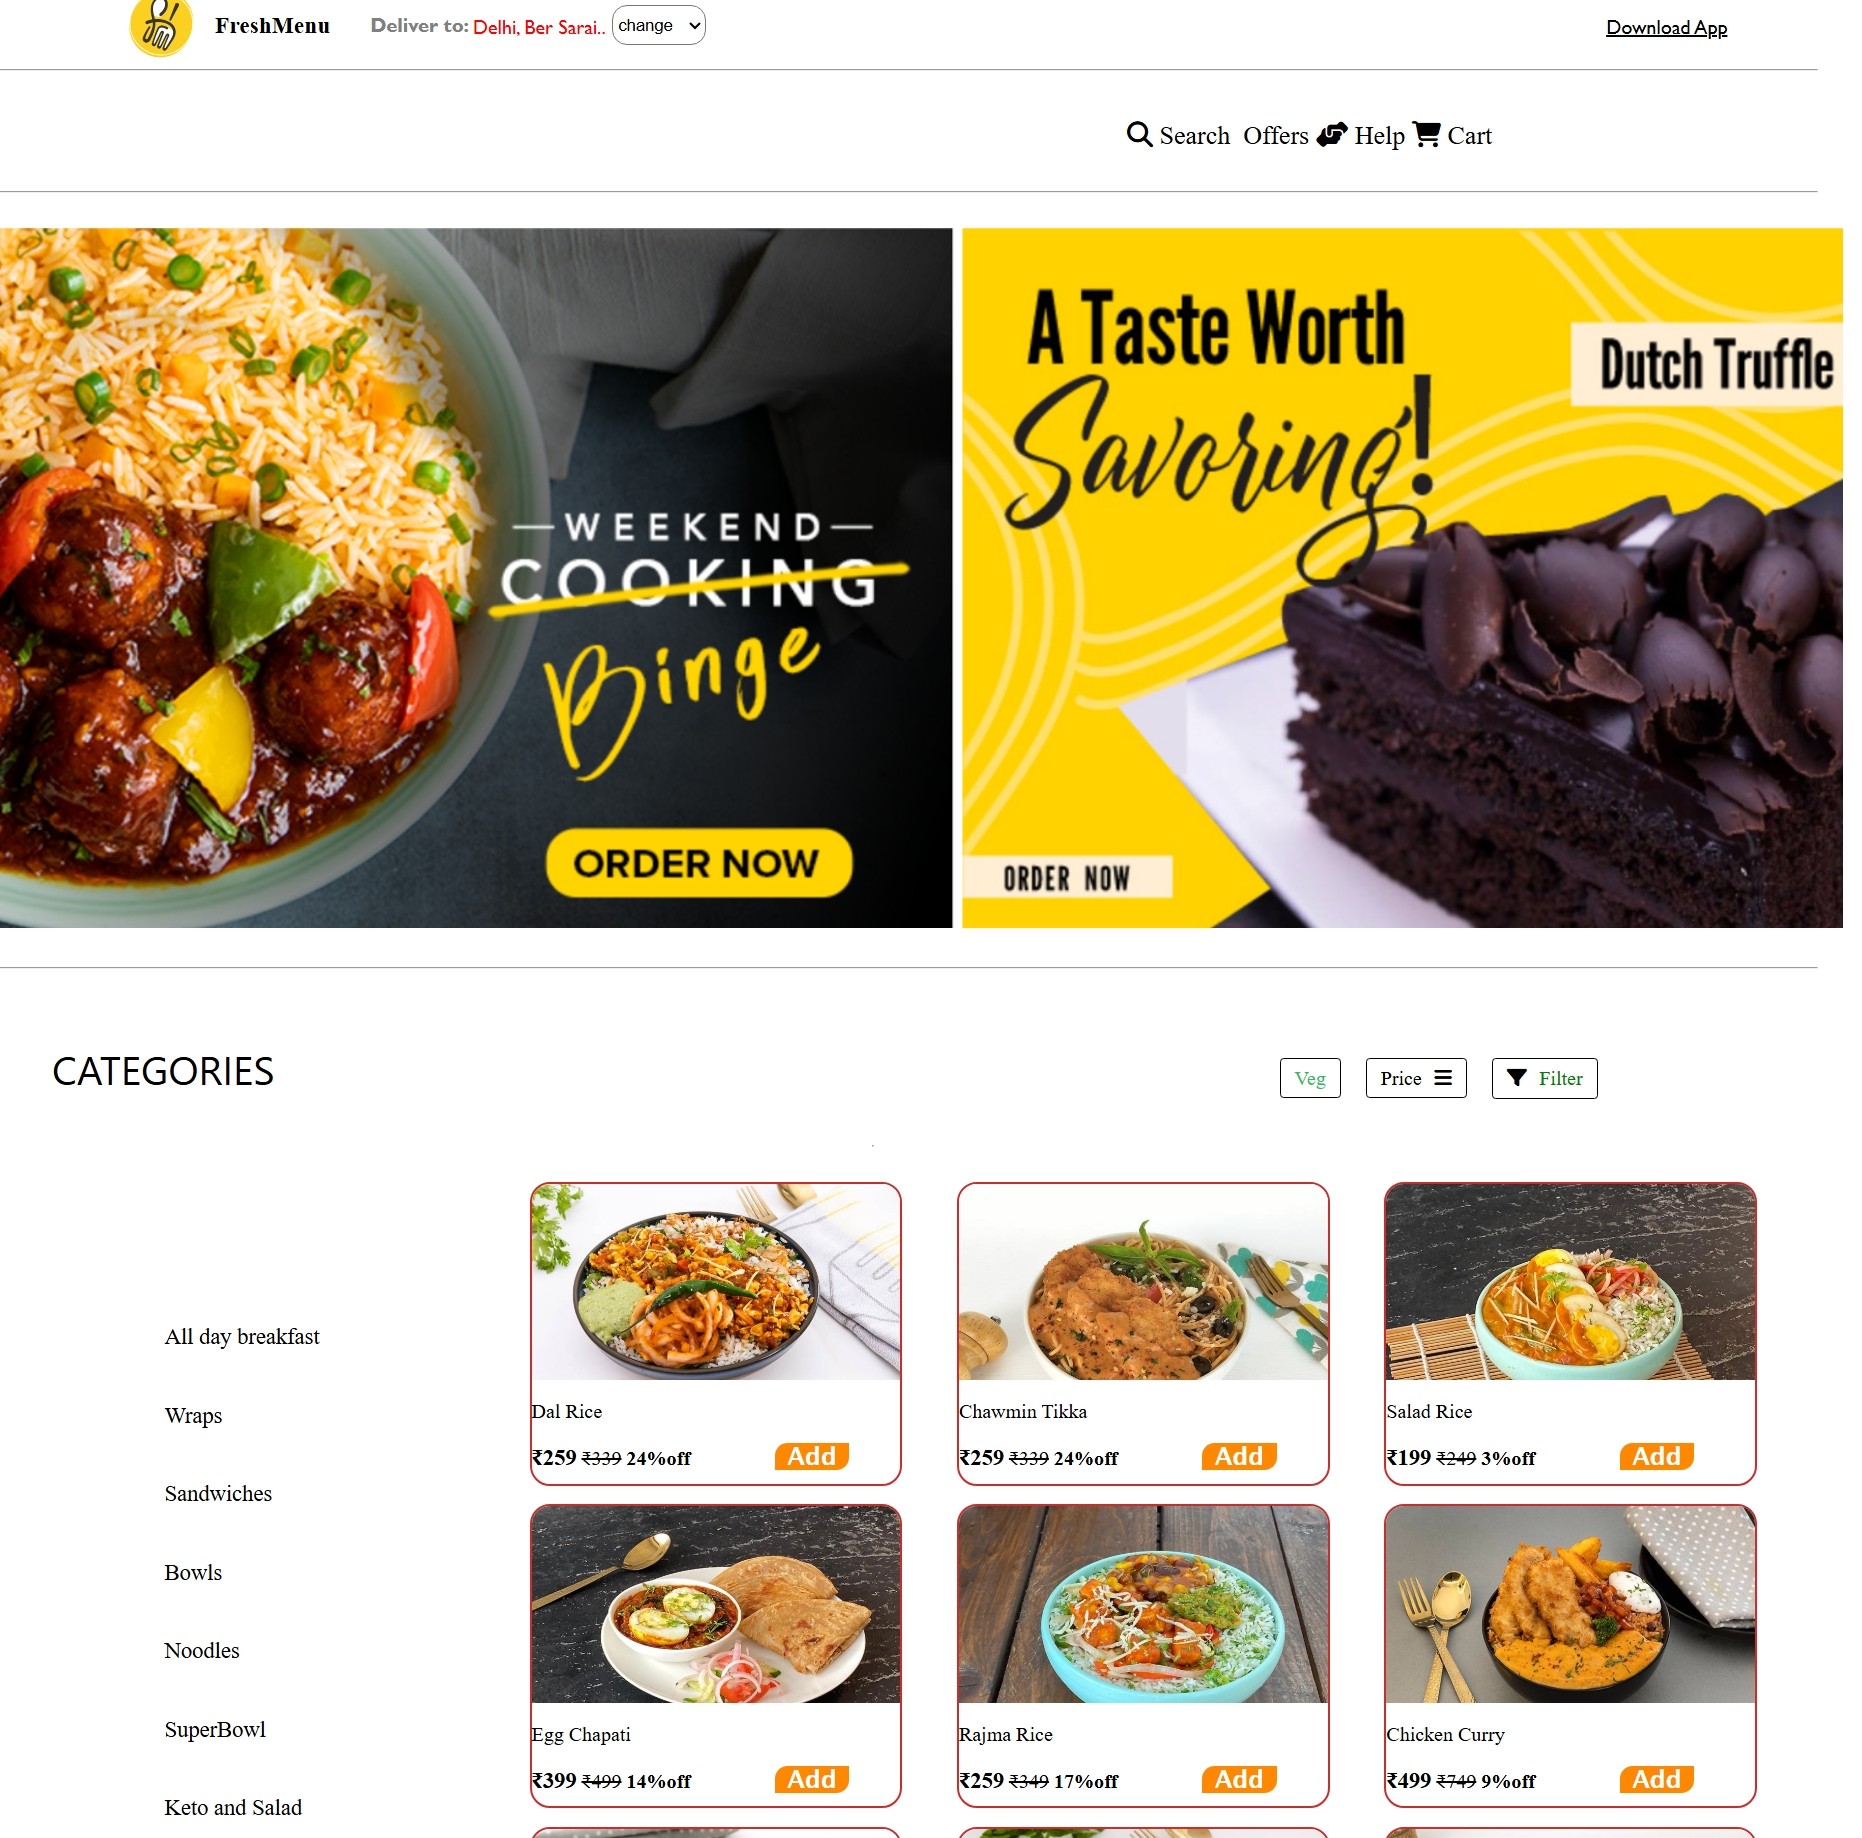 FreshMenu Deliver to: Delhi, Ber Sarai.. change Download App
Search Offers Help Cart
WEEKEND
COOKING
Binge
ORDER NOW
A Taste Worth
Savoring!
Dutch Truffle
ORDER NOW
CATEGORIES
Veg Price Filter
All day breakfast
Wraps
Sandwiches
Bowls
Noodles
SuperBowl
Keto and Salad
Dal Rice
₹259 ₹339 24%off Add
Chawmin Tikka
₹259 ₹339 24%off Add
Salad Rice
₹199 ₹249 3%off Add
Egg Chapati
₹399 ₹499 14%off Add
Rajma Rice
₹259 ₹349 17%off Add
Chicken Curry
₹499 ₹749 9%off Add